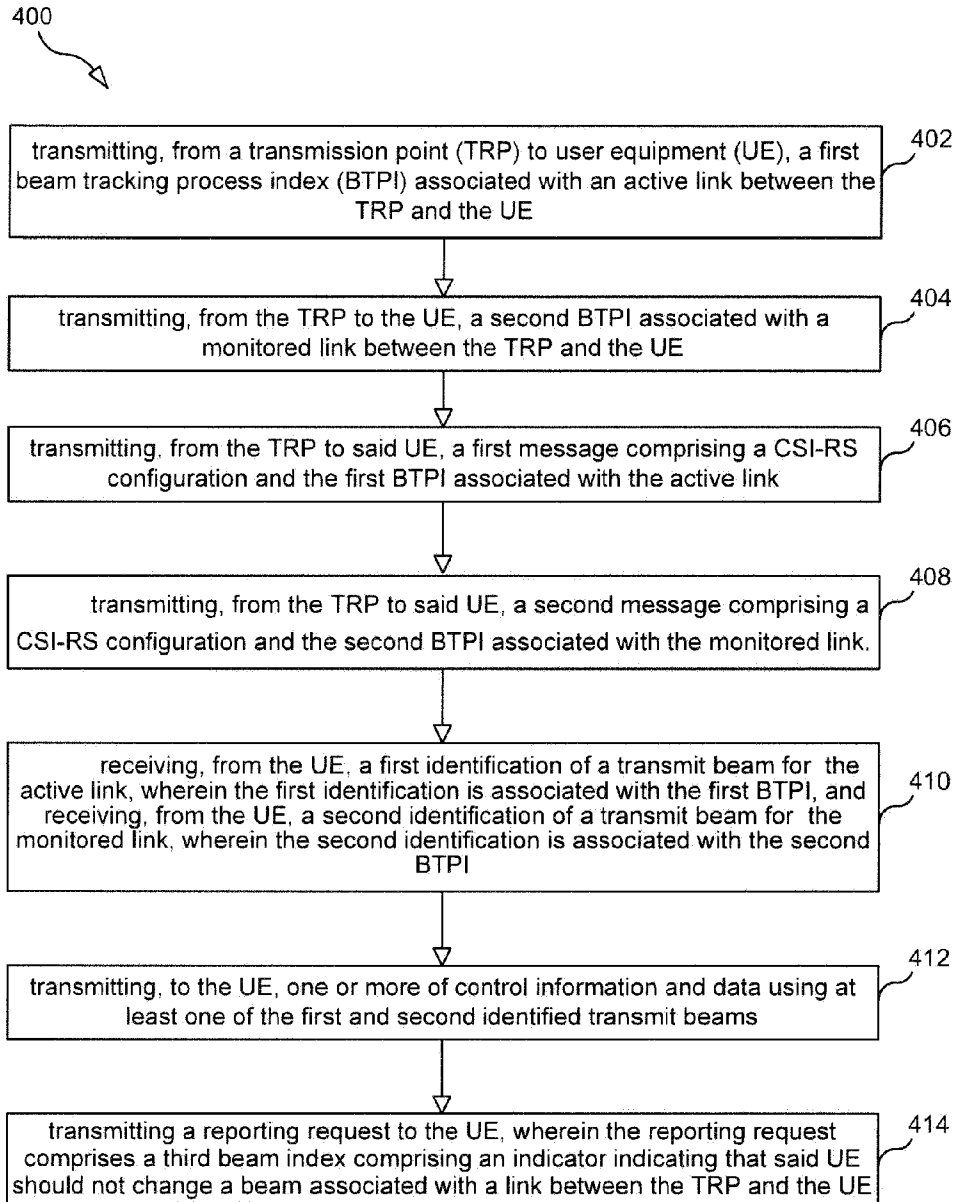 400
402
transmitting, from a transmission point (TRP) to user equipment (UE), a first
beam tracking process index (BTPI) associated with an active link between the
TRP and the UE
404
transmitting, from the TRP to the UE, a second BTPI associated with a
monitored link between the TRP and the UE
406
transmitting, from the TRP to said UE, a first message comprising a CSI-RS
configuration and the first BTPI associated with the active link
408
transmitting, from the TRP to said UE, a second message comprising a
CSI-RS configuration and the second BTPI associated with the monitored link.
410
receiving, from the UE, a first identification of a transmit beam for the
active link, wherein the first identification is associated with the first BTPI, and
receiving, from the UE, a second identification of a transmit beam for the
monitored link, wherein the second identification is associated with the second
BTPI
412
transmitting, to the UE, one or more of control information and data using at
least one of the first and second identified transmit beams
414
transmitting a reporting request to the UE, wherein the reporting request
comprises a third beam index comprising an indicator indicating that said UE
should not change a beam associated with a link between the TRP and the UE